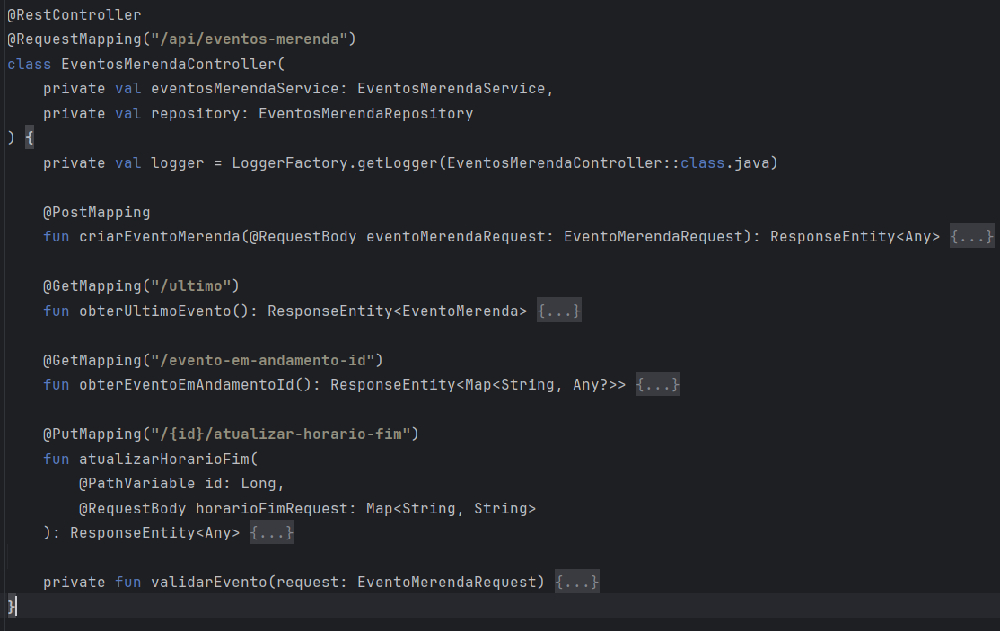 @RestController
@RequestMapping("/api/eventos-merenda")
class EventosMerendaController(
    private val eventosMerendaService: EventosMerendaService,
    private val repository: EventosMerendaRepository
) {
    private val logger = LoggerFactory.getLogger(EventosMerendaController::class.java)

    @PostMapping
    fun criarEventoMerenda(@RequestBody eventoMerendaRequest: EventoMerendaRequest): ResponseEntity<Any> {...}

    @GetMapping("/ultimo")
    fun obterUltimoEvento(): ResponseEntity<EventoMerenda> {...}

    @GetMapping("/evento-em-andamento-id")
    fun obterEventoEmAndamentoId(): ResponseEntity<Map<String, Any?>> {...}

    @PutMapping("/{id}/atualizar-horario-fim")
    fun atualizarHorarioFim(
        @PathVariable id: Long,
        @RequestBody horarioFimRequest: Map<String, String>
    ): ResponseEntity<Any> {...}

    private fun validarEvento(request: EventoMerendaRequest) {...}
}